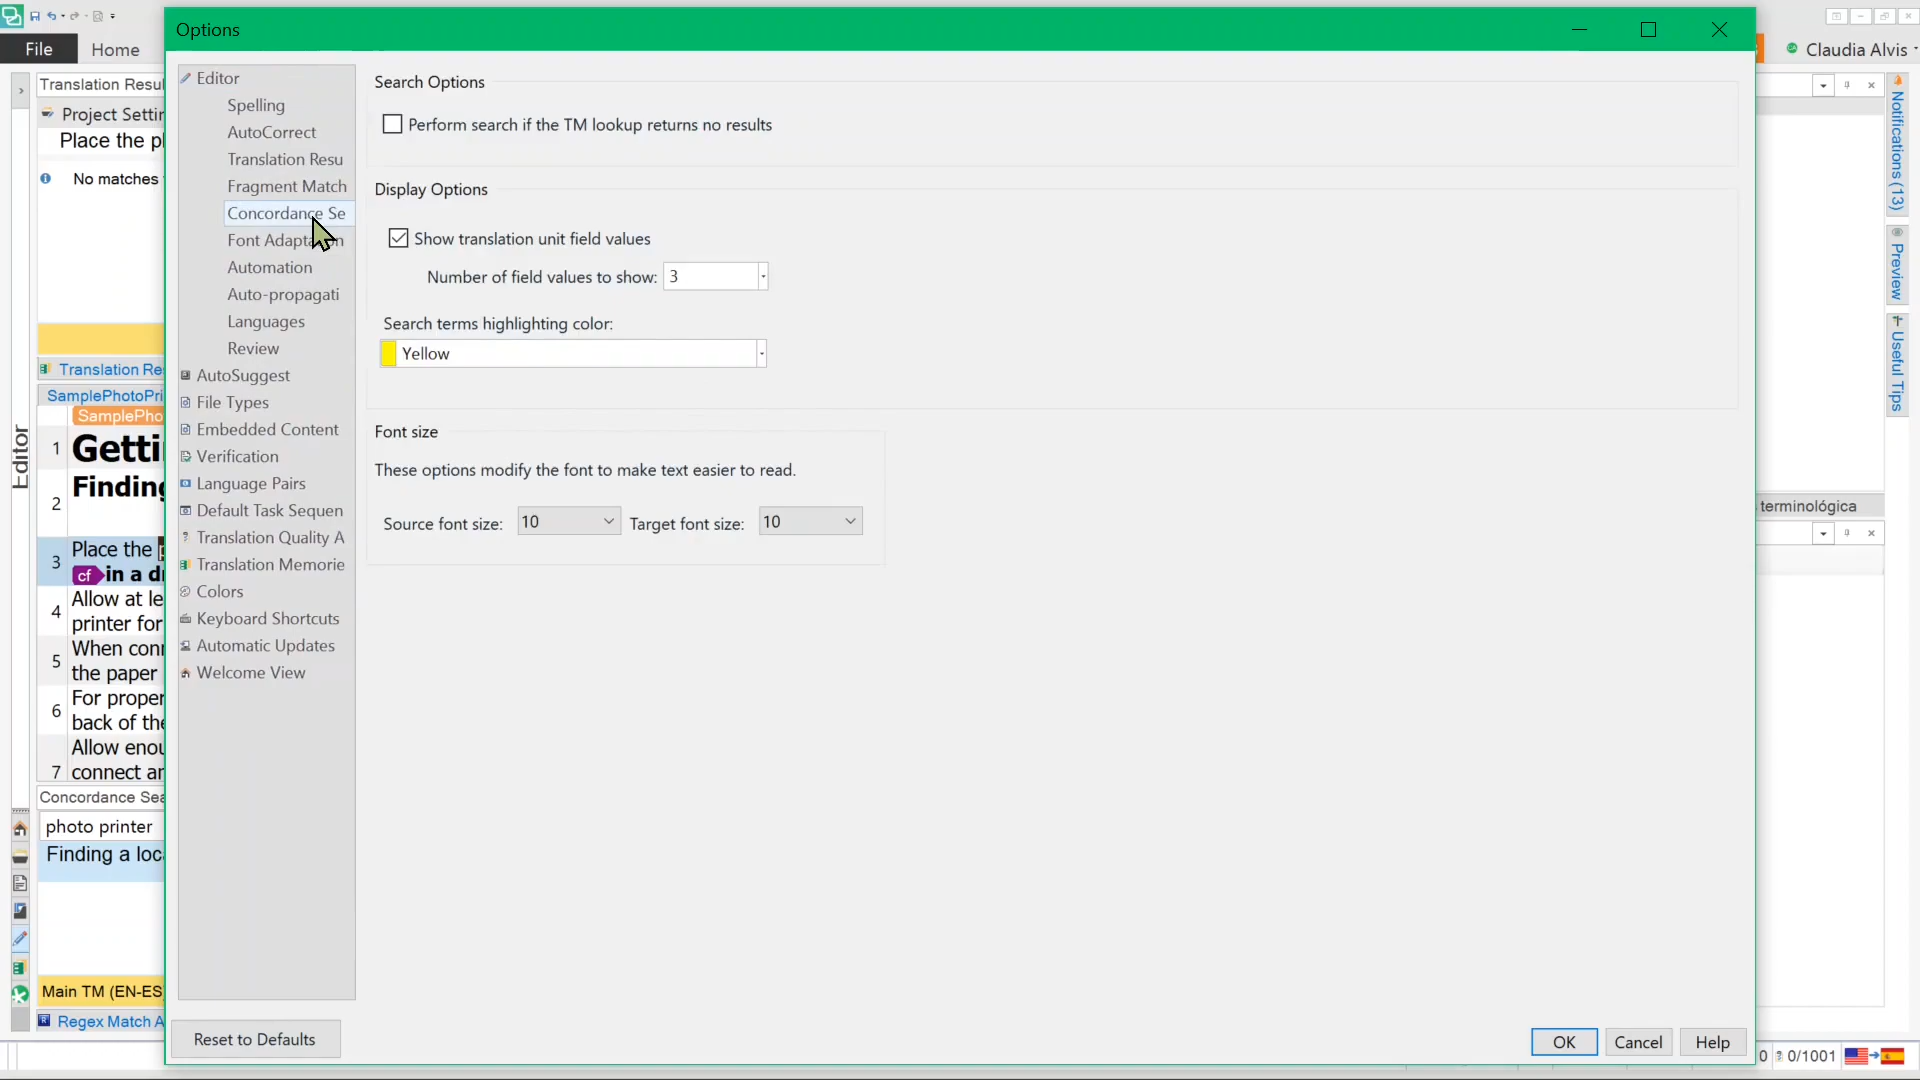 Options
File
Home
Claudia Alvis
Translation Resu
Project Settin
Place the pl
No matches
Translation Res
SamplePhotoPri
SamplePho
1
Getti
2
Finding
3
Place the
cf
in a d
4
Allow at le
printer for
5
When con
the paper
6
For proper
back of the
7
Allow enou
connect ar
Concordance Sea
photo printer
Finding a loc
Main TM (EN-ES
Regex Match A
Editor
Editor
Spelling
AutoCorrect
Translation Resu
Fragment Match
Concordance Se
Font Adaptation
Automation
Auto-propagati
Languages
Review
AutoSuggest
File Types
Embedded Content
Verification
Language Pairs
Default Task Sequen
Translation Quality A
Translation Memorie
Colors
Keyboard Shortcuts
Automatic Updates
Welcome View
Search Options
Perform search if the TM lookup returns no results
Display Options
Show translation unit field values
Number of field values to show: 3
Search terms highlighting color:
Yellow
Font size
These options modify the font to make text easier to read.
Source font size: 10 Target font size: 10
Reset to Defaults
OK Cancel Help
Notifications (13)
Preview
Useful Tips
terminológica
0 0/1001